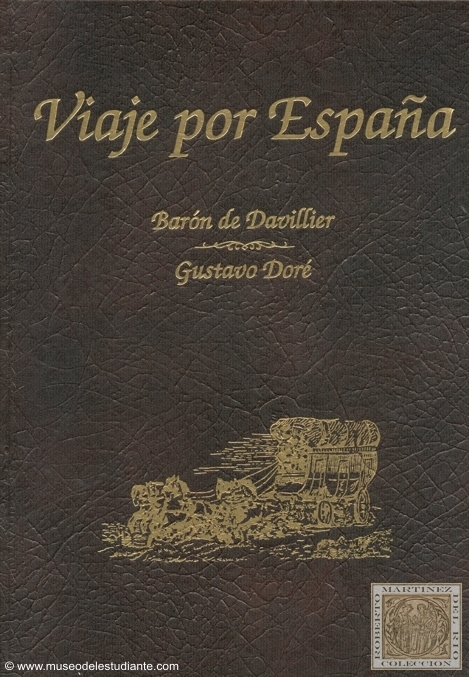 Viaje por España
Barón de Davillier
Gustavo Doré
MARTINEZ
ROBERTO
DEL RIO
COLECCION
© www.museodelestudiante.com